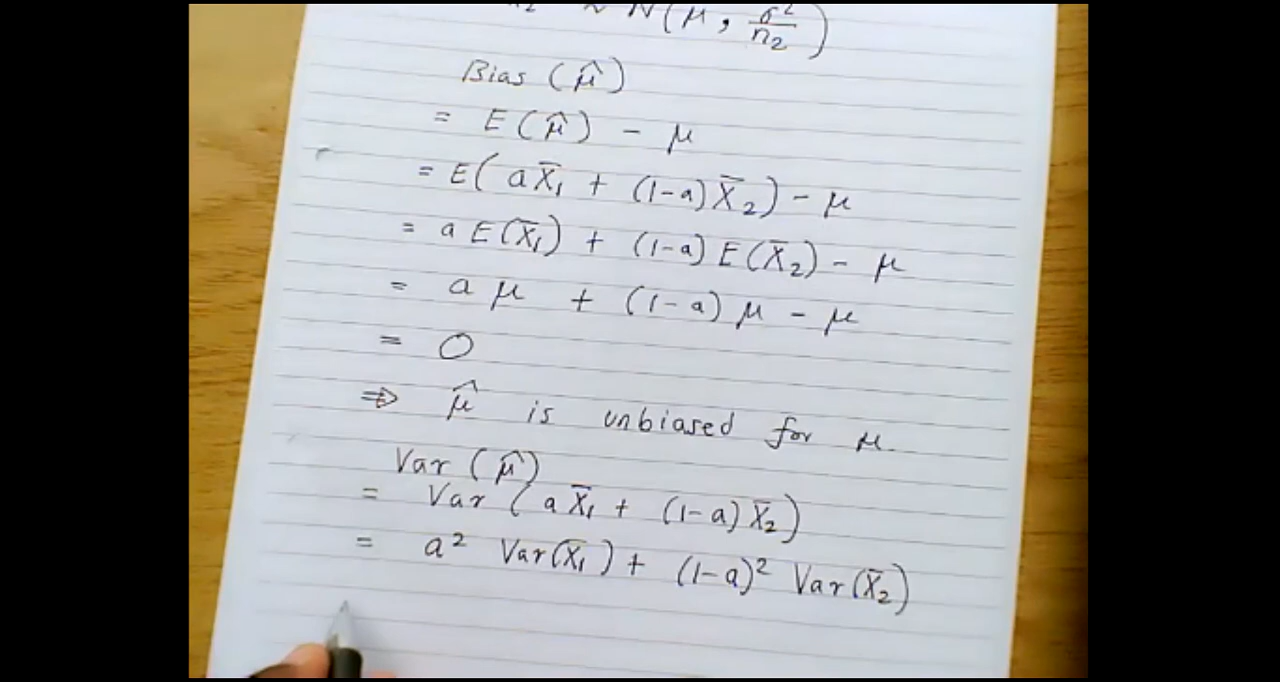 ~ N(μ, σ²/n₂)
Bias (μ̂)
= E(μ̂) - μ
= E(aX̄₁ + (1-a)X̄₂) - μ
= a E(X̄₁) + (1-a) E(X̄₂) - μ
= a μ + (1-a) μ - μ
= 0
⇒ μ̂ is unbiased for μ
Var (μ̂)
= Var (aX̄₁ + (1-a)X̄₂)
= a² Var(X̄₁) + (1-a)² Var(X̄₂)